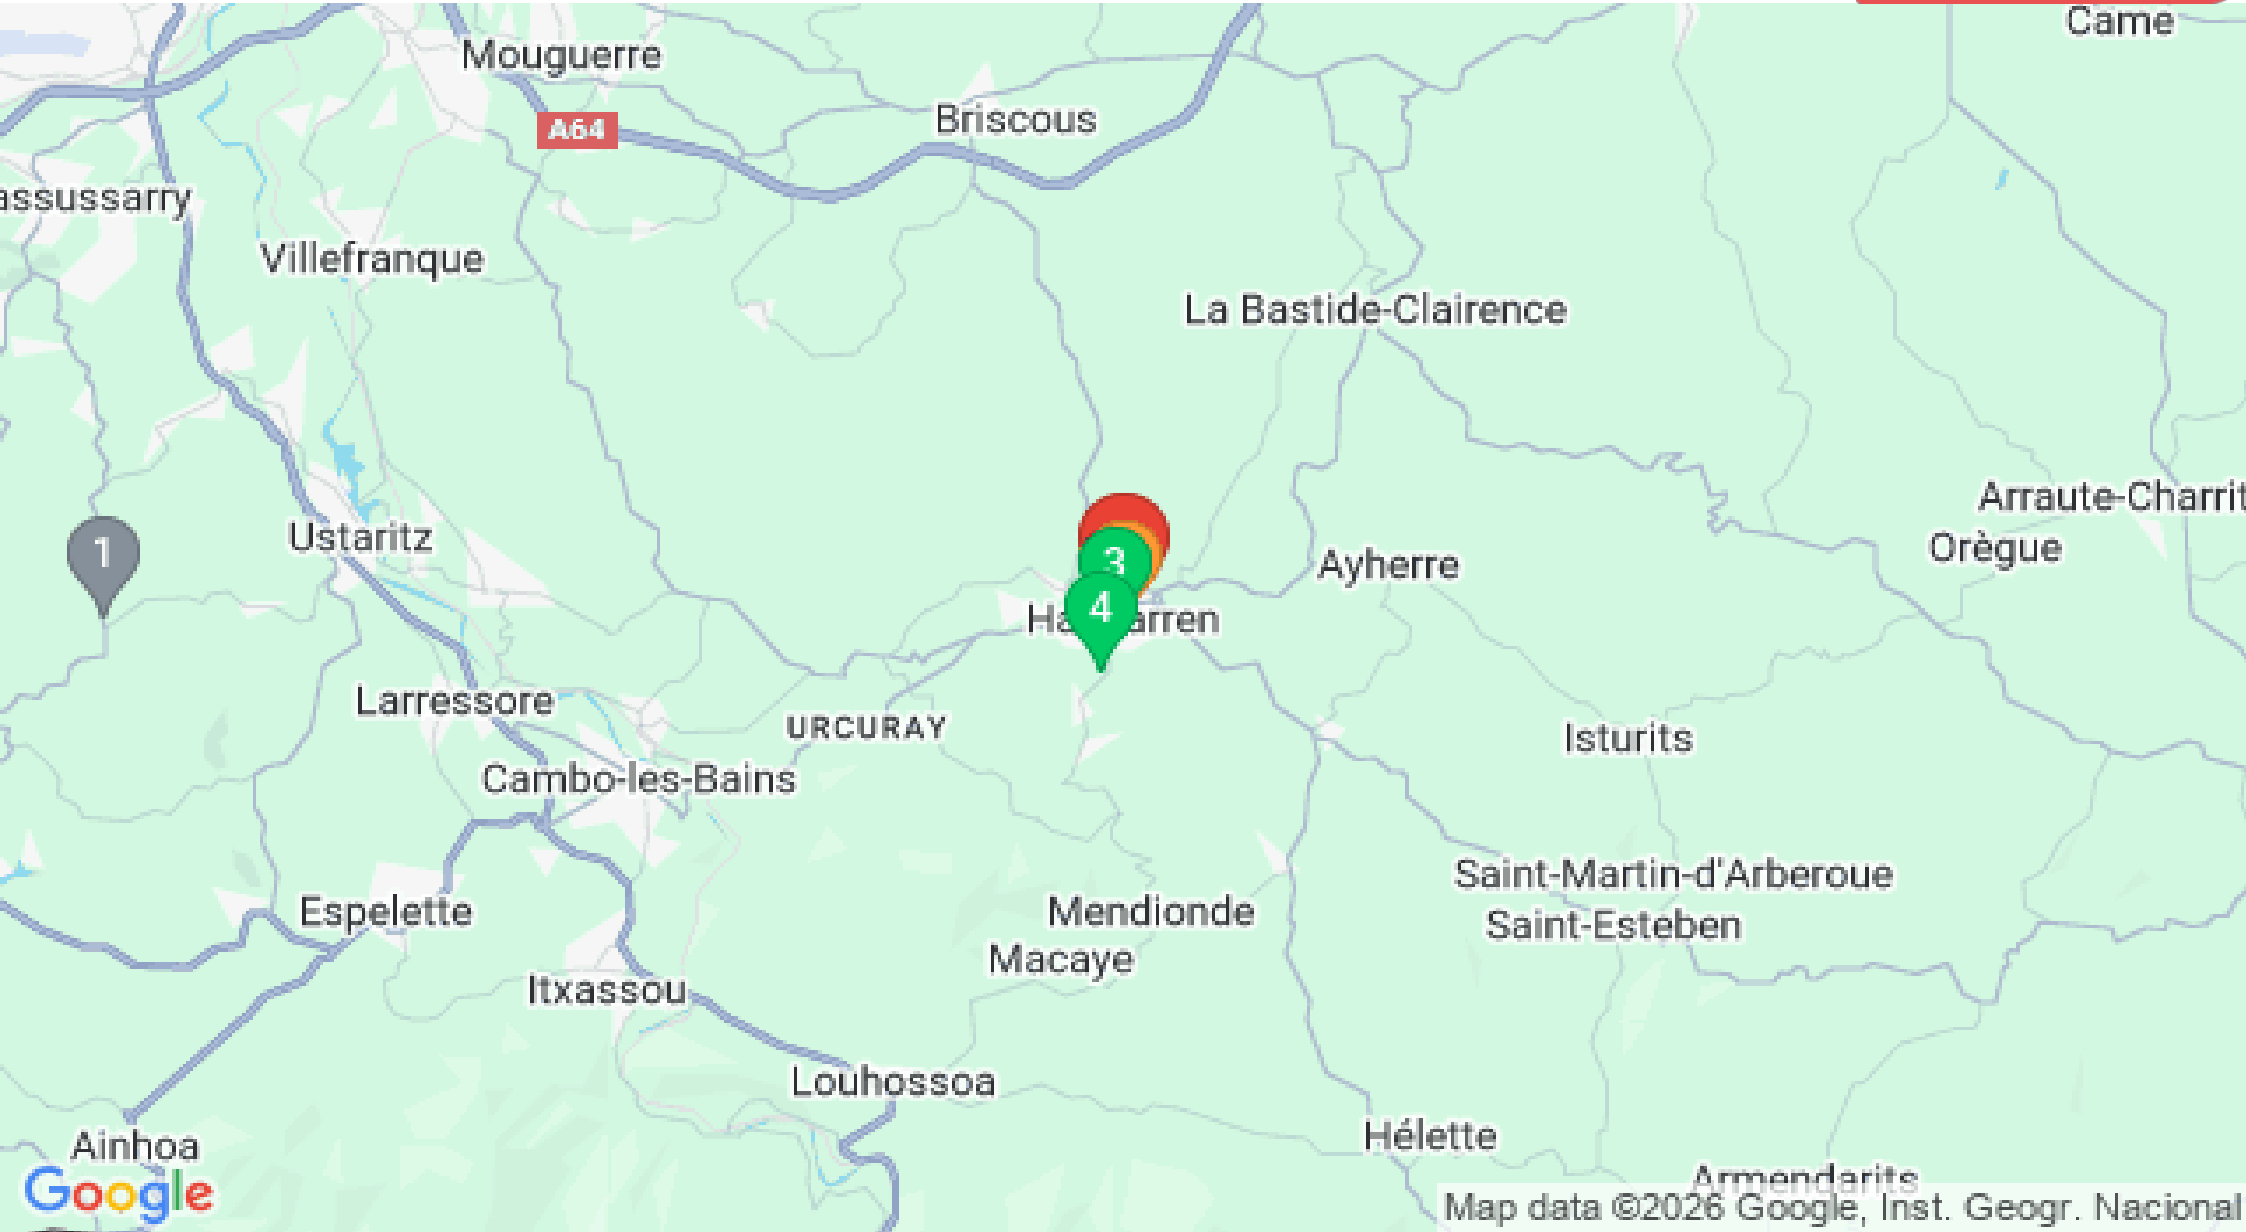 Came
Mouguerre
Briscous
A64
assussarry
Villefranque
La Bastide-Clairence
Arraute-Charrit
1
Ustaritz
Orègue
3
Ayherre
4
Larressore
URCURAY
Isturits
Cambo-les-Bains
Saint-Martin-d'Arberoue
Espelette
Mendionde
Saint-Esteben
Macaye
Itxassou
Louhossoa
Hélette
Ainhoa
Armendarits
Google
Map data ©2026 Google, Inst. Geogr. Nacional